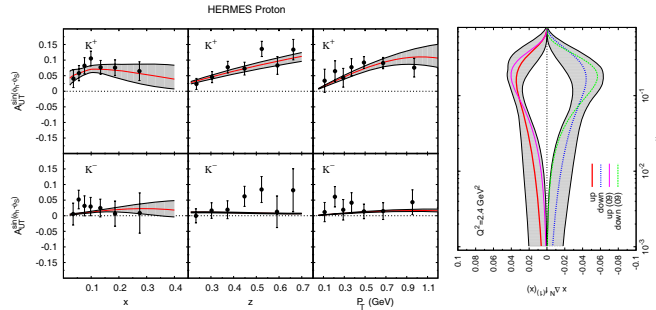 HERMES Proton
K+
K+
K+
0.15
0.1
0.05
0
-0.05
-0.1
-0.15
A_UT^sin(φh-φS)
K−
K−
K−
0.15
0.1
0.05
0
-0.05
-0.1
-0.15
A_UT^sin(φh-φS)
0.1 0.2 0.3 0.4
0.2 0.3 0.4 0.5 0.6 0.7
0.1 0.3 0.5 0.7 0.9 1.1
x
z
P_T (GeV)
x Δ^N f^(1)(x)
0.1
0.08
0.06
0.04
0.02
0
-0.02
-0.04
-0.06
-0.08
-0.1
10^-3
10^-2
10^-1
Q²=2.4 GeV²
up
down
up (09)
down (09)